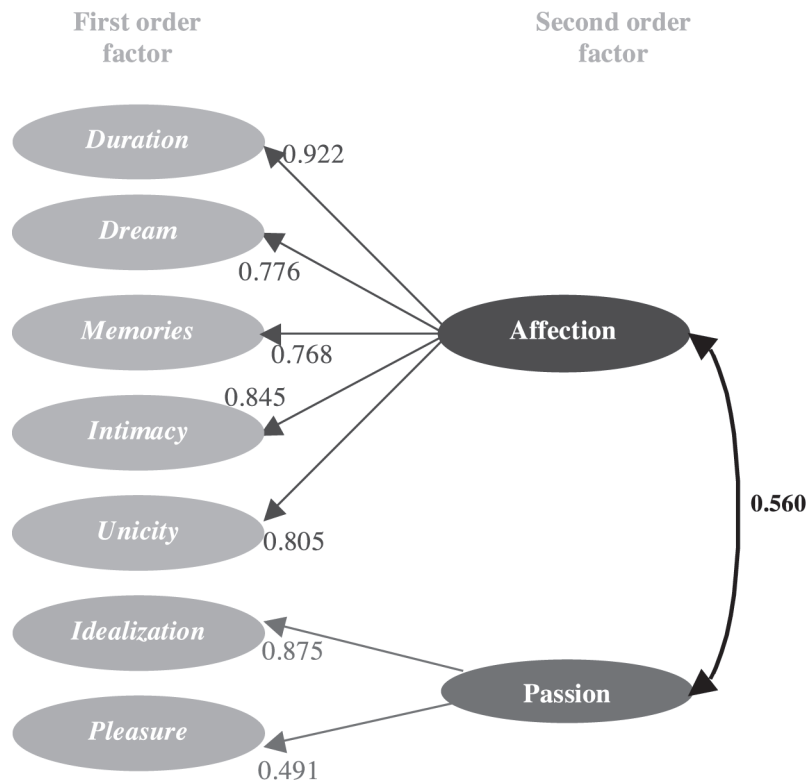 First order
factor
Second order
factor
Duration
0.922
Dream
0.776
Memories
0.768
Affection
0.845
Intimacy
0.560
Unicity
0.805
Idealization
0.875
Passion
Pleasure
0.491